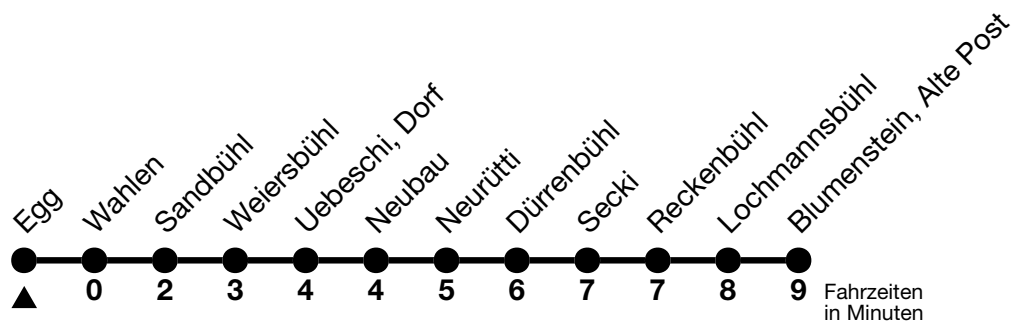 Egg
Wahlen
Sandbühl
Weiersbühl
Uebeschi, Dorf
Neubau
Neurütti
Dürrenbühl
Secki
Reckenbühl
Lochmannsbühl
Blumenstein, Alte Post
0 2 3 4 4 5 6 7 7 8 9
Fahrzeiten
in Minuten